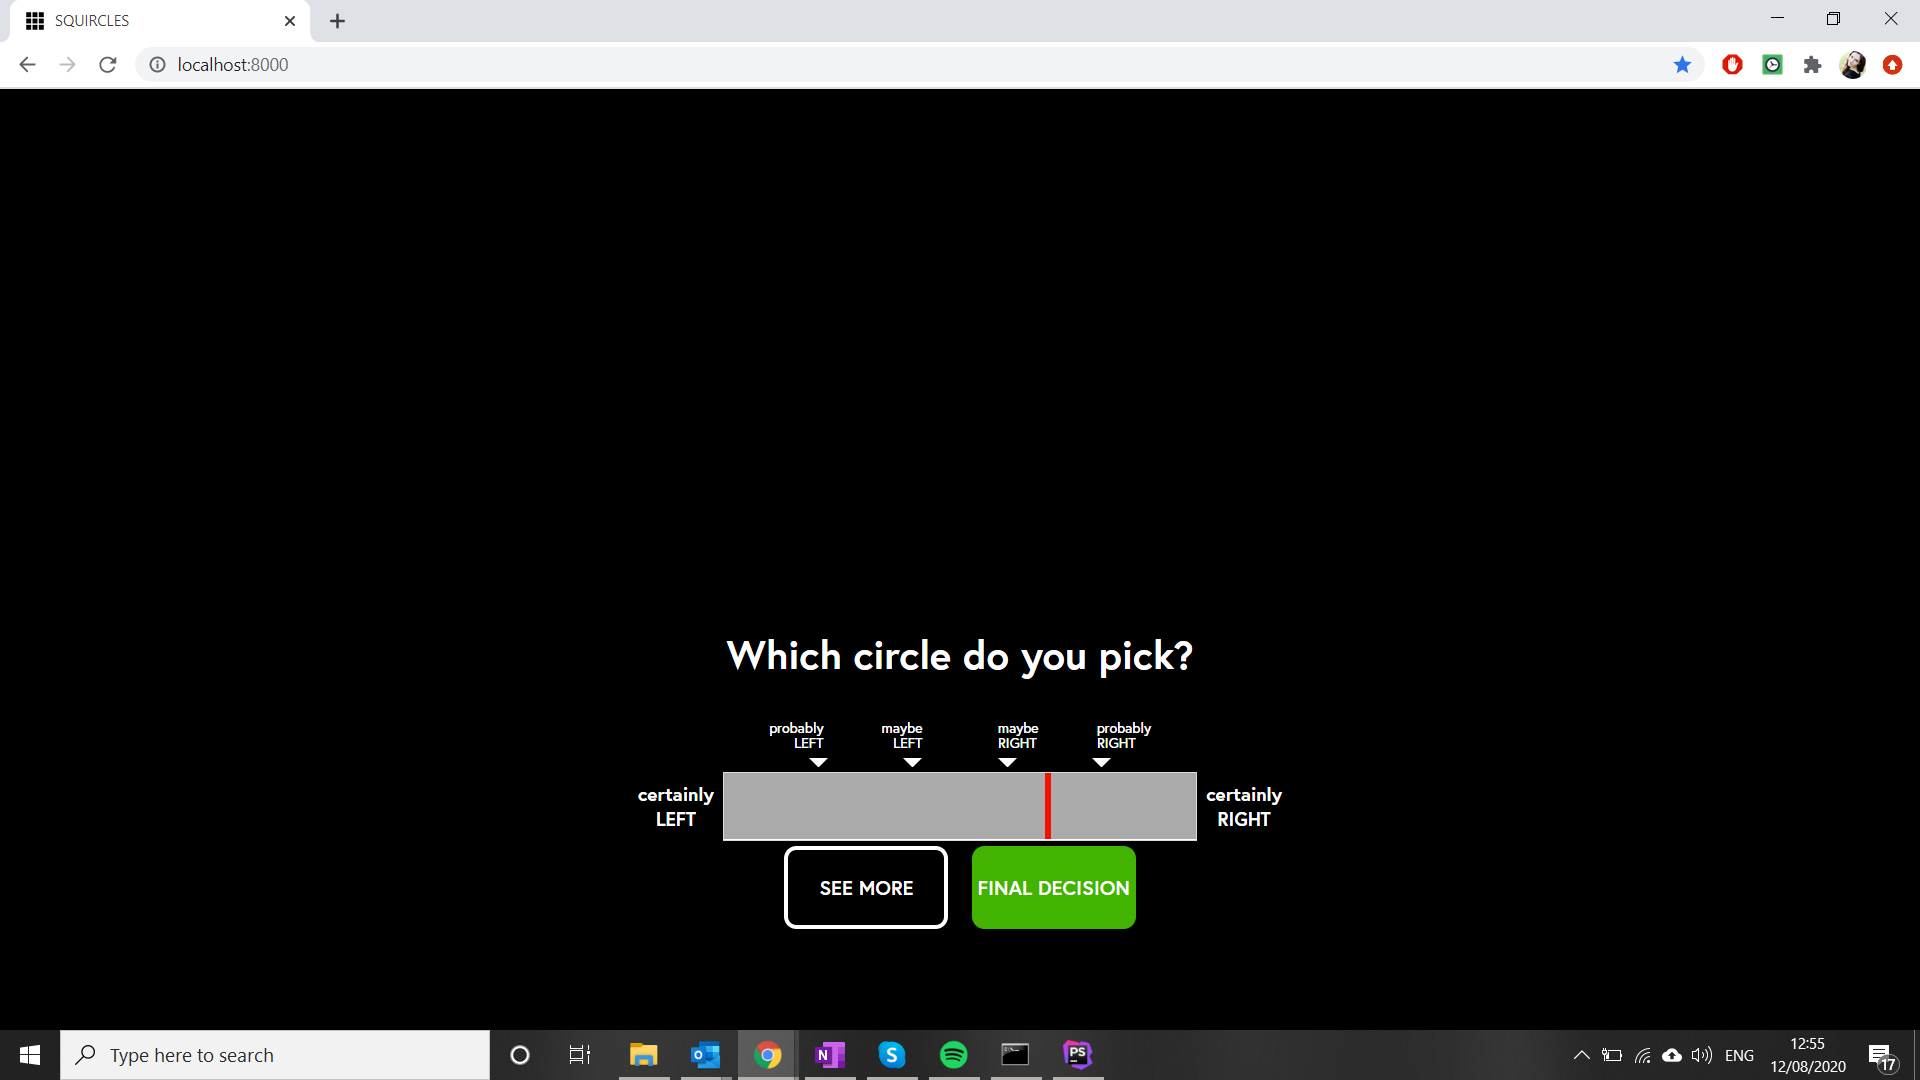 SQUIRCLES
localhost:8000
Which circle do you pick?
probably maybe maybe probably
LEFT LEFT RIGHT RIGHT
certainly certainly
LEFT RIGHT
SEE MORE FINAL DECISION
Type here to search
ENG
12:55
12/08/2020
17
N
S
PS